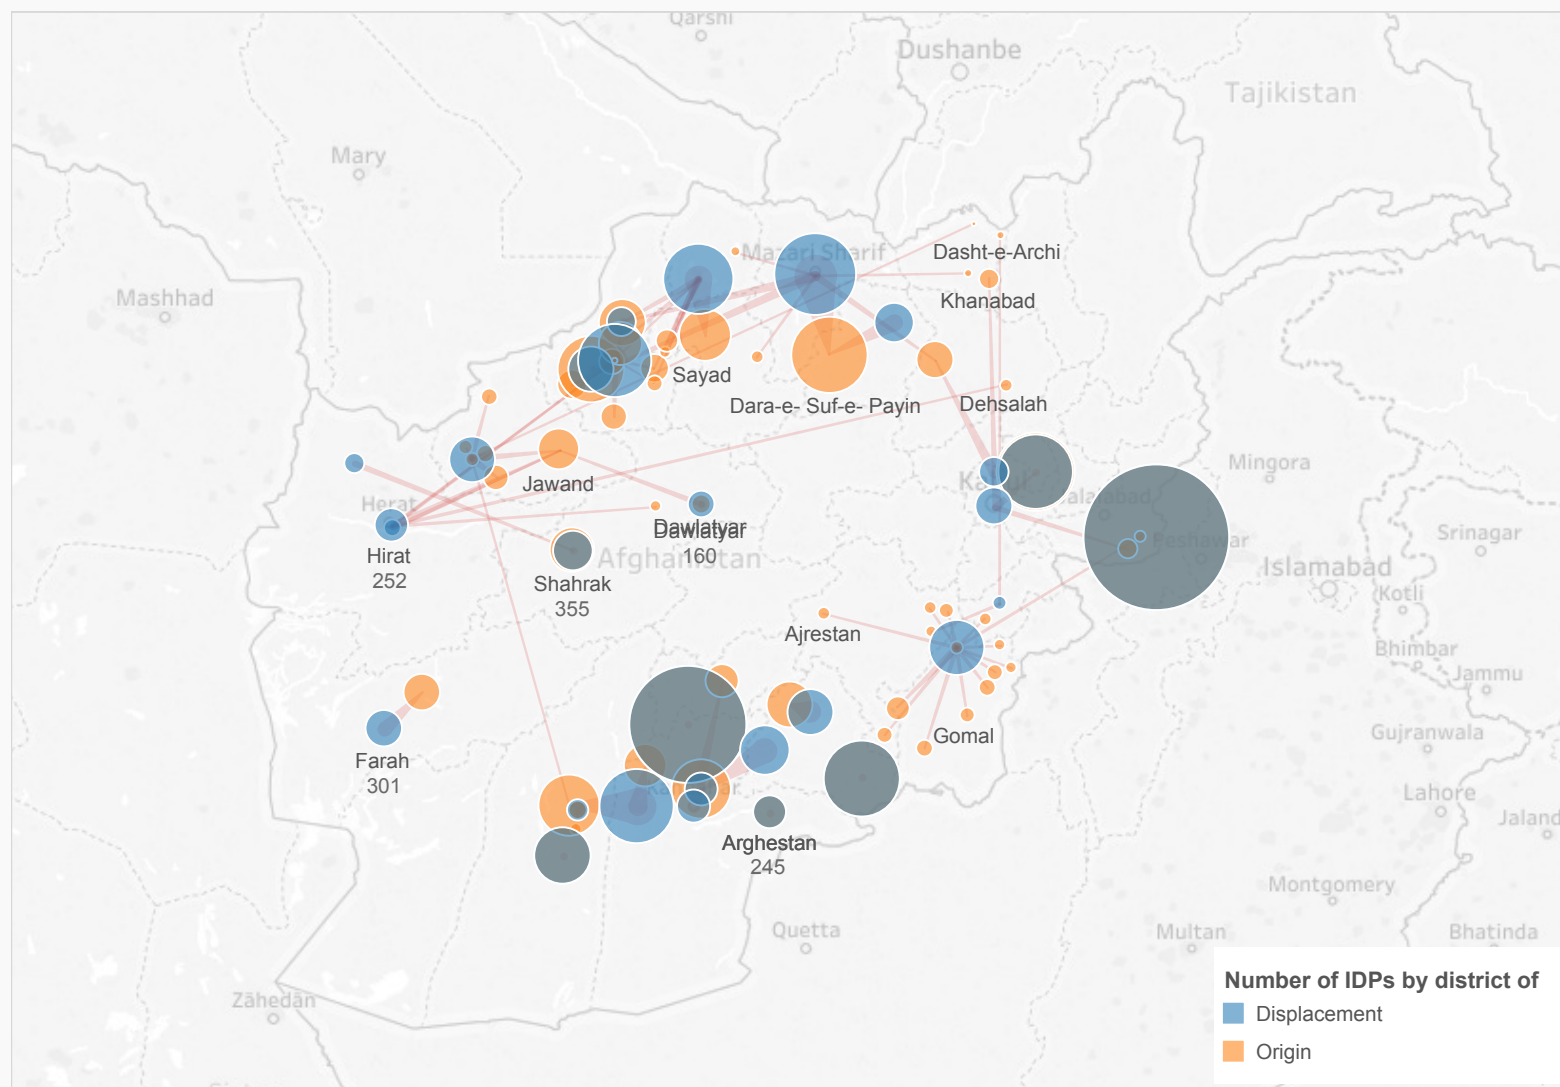 Qarshi
Dushanbe
Tajikistan
Mary
Mashhad
Mazari Sharif
Dasht-e-Archi
Khanabad
Sayad
Dara-e- Suf-e- Payin
Dehsalah
Mingora
Jawand
Herat
Srinagar
Dawlatyar
Dawlatyar
160
Hirat
252
Afghanistan
Peshawar
Islamabad
Shahrak
355
Kotli
Ajrestan
Bhimbar
Jammu
Gomal
Gujranwala
Farah
301
Lahore
Arghestan
245
Montgomery
Quetta
Multan
Bhatinda
Zāhedān
Number of IDPs by district of
Displacement
Origin